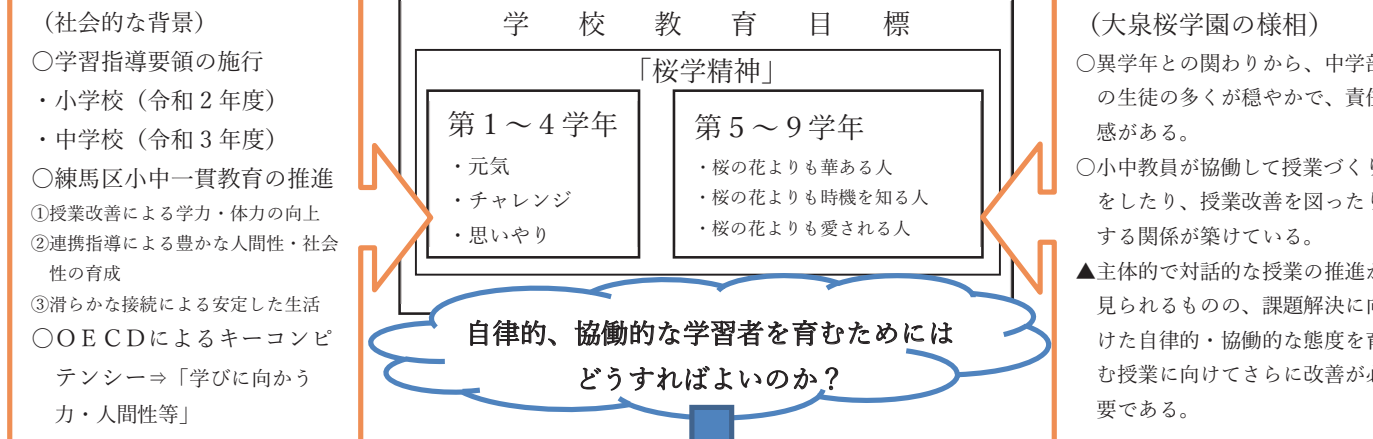 （社会的な背景）
○学習指導要領の施行
・小学校（令和２年度）
・中学校（令和３年度）
○練馬区小中一貫教育の推進
①授業改善による学力・体力の向上
②連携指導による豊かな人間性・社会
性の育成
③滑らかな接続による安定した生活
○ＯＥＣＤによるキーコンピ
テンシー⇒「学びに向かう
力・人間性等」
学校教育目標
「桜学精神」
第１～４学年
・元気
・チャレンジ
・思いやり
第５～９学年
・桜の花よりも華ある人
・桜の花よりも時機を知る人
・桜の花よりも愛される人
自律的、協働的な学習者を育むためには
どうすればよいのか？
（大泉桜学園の様相）
○異学年との関わりから、中学部
の生徒の多くが穏やかで、責任
感がある。
○小中教員が協働して授業づくり
をしたり、授業改善を図ったり
する関係が築けている。
▲主体的で対話的な授業の推進が
見られるものの、課題解決に向
けた自律的・協働的な態度を育
む授業に向けてさらに改善が必
要である。